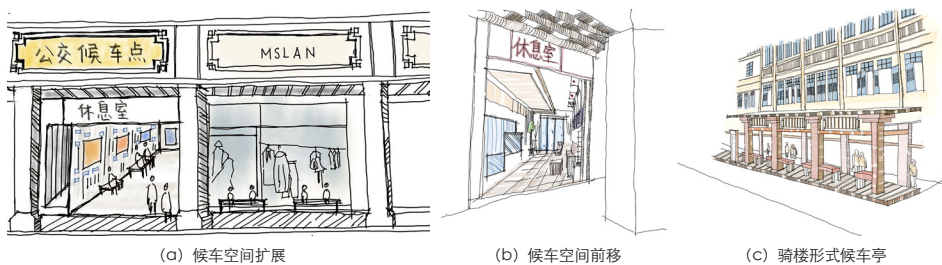 公交候车点
MSLAN
休息室
休息室
(a) 候车空间扩展
(b) 候车空间前移
(c) 骑楼形式候车亭